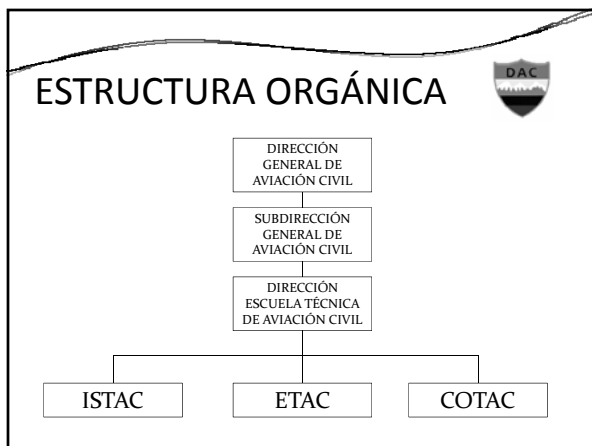 DAC
ESTRUCTURA ORGÁNICA
DIRECCIÓN
GENERAL DE
AVIACIÓN CIVIL
SUBDIRECCIÓN
GENERAL DE
AVIACIÓN CIVIL
DIRECCIÓN
ESCUELA TÉCNICA
DE AVIACIÓN CIVIL
ISTAC
ETAC
COTAC